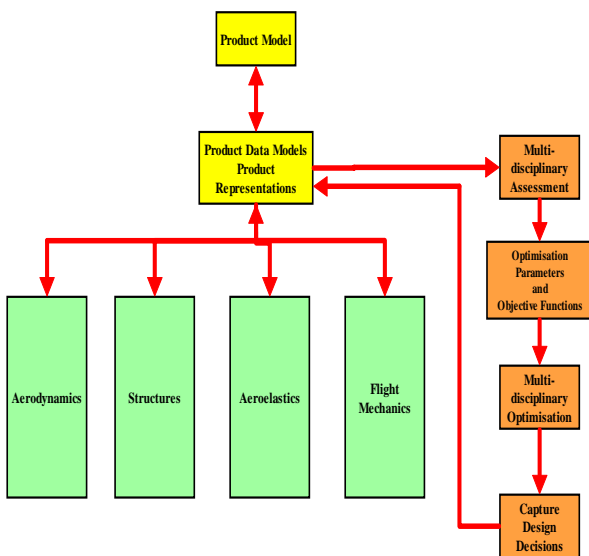 Product Model
Product Data Models
Product
Representations
Multi-
disciplinary
Assessment
Optimisation
Parameters
and
Objective Functions
Aerodynamics
Structures
Aeroelastics
Flight
Mechanics
Multi-
disciplinary
Optimisation
Capture
Design
Decisions